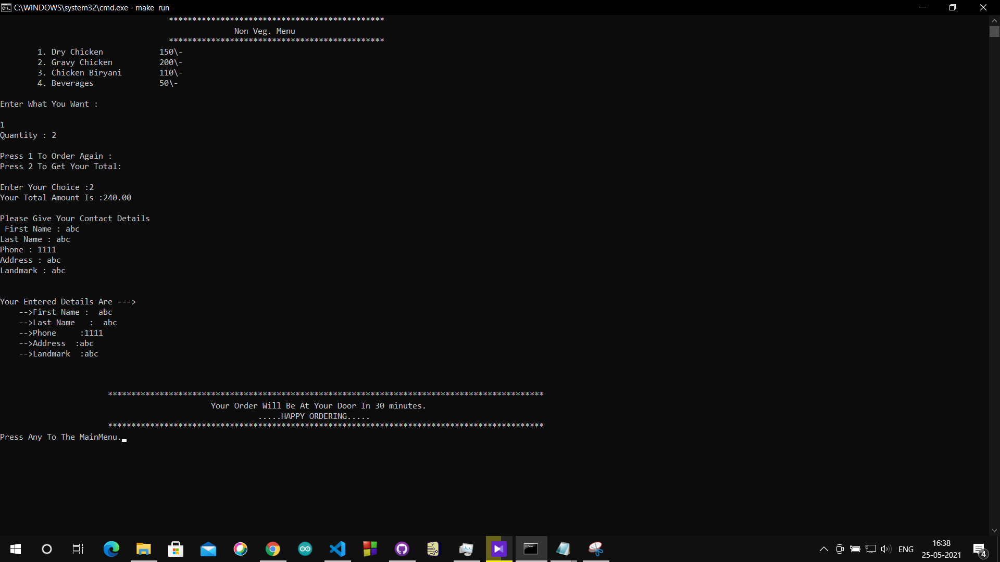 C:\WINDOWS\system32\cmd.exe - make  run
**********************************************
Non Veg. Menu
**********************************************
1. Dry Chicken            150\-
2. Gravy Chicken          200\-
3. Chicken Biryani        110\-
4. Beverages              50\-
Enter What You Want :
1
Quantity : 2
Press 1 To Order Again :
Press 2 To Get Your Total:
Enter Your Choice :2
Your Total Amount Is :240.00
Please Give Your Contact Details
First Name : abc
Last Name : abc
Phone : 1111
Address : abc
Landmark : abc
Your Entered Details Are --->
-->First Name :  abc
-->Last Name   :  abc
-->Phone     :1111
-->Address  :abc
-->Landmark  :abc
*********************************************************************************************
Your Order Will Be At Your Door In 30 minutes.
.....HAPPY ORDERING.....
*********************************************************************************************
Press Any To The MainMenu.
ENG
16:38
25-05-2021
4